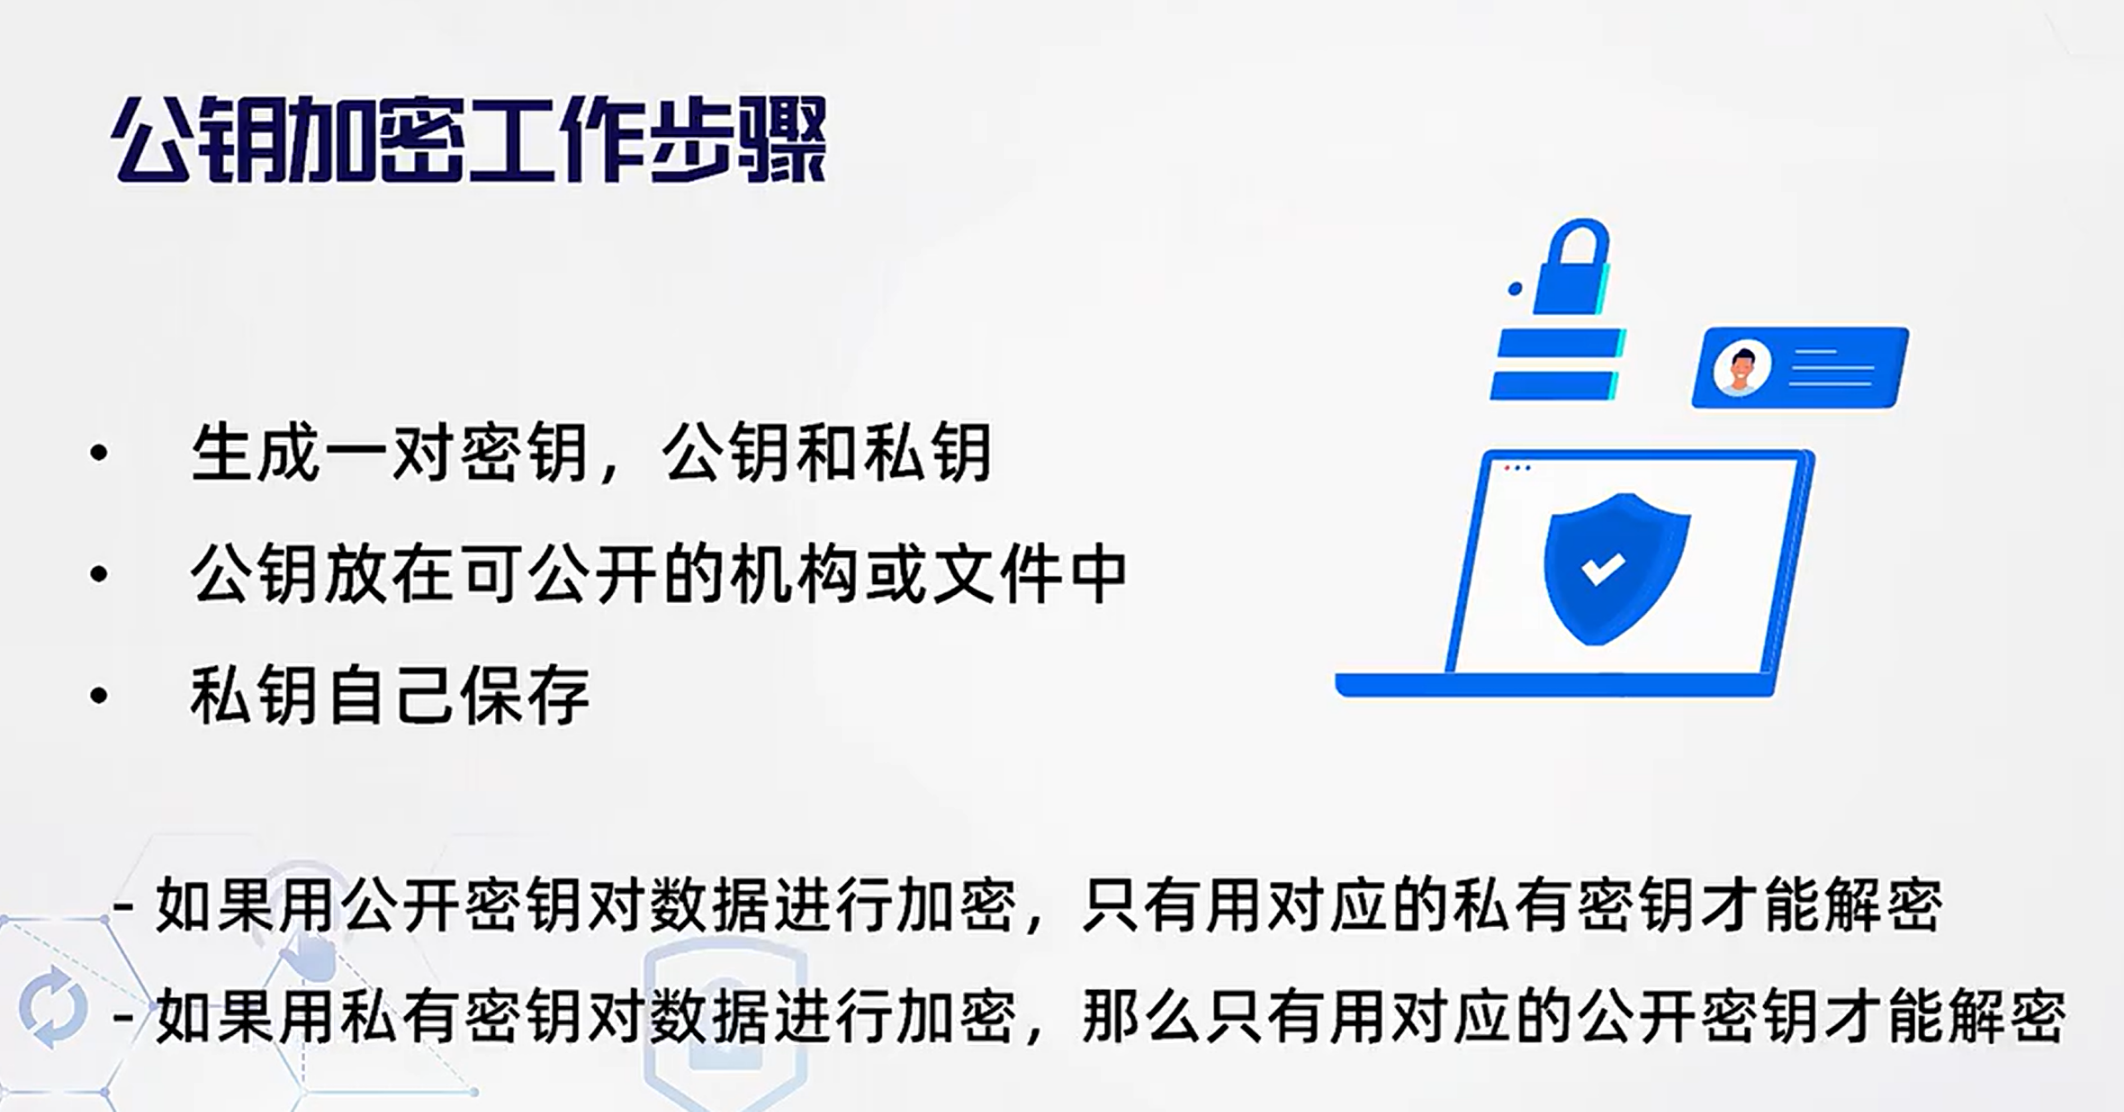 公钥加密工作步骤
• 生成一对密钥，公钥和私钥
• 公钥放在可公开的机构或文件中
• 私钥自己保存
- 如果用公开密钥对数据进行加密，只有用对应的私有密钥才能解密
- 如果用私有密钥对数据进行加密，那么只有用对应的公开密钥才能解密